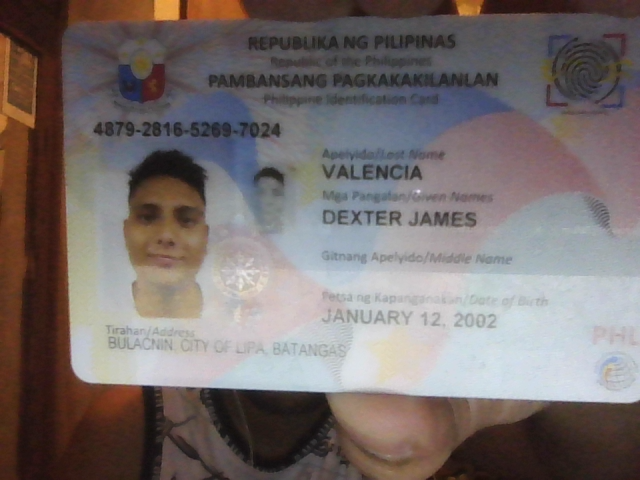 REPUBLIKA NG PILIPINAS
Republic of the Philippines
PAMBANSANG PAGKAKAKILANLAN
Philippine Identification Card
4879-2816-5269-7024
Apelyido/Last Name
VALENCIA
Mga Pangalan/Given Names
DEXTER JAMES
Gitnang Apelyido/Middle Name
Petsa ng Kapanganakan/Date of Birth
JANUARY 12, 2002
Tirahan/Address
BULACNIN, CITY OF LIPA, BATANGAS
PHL